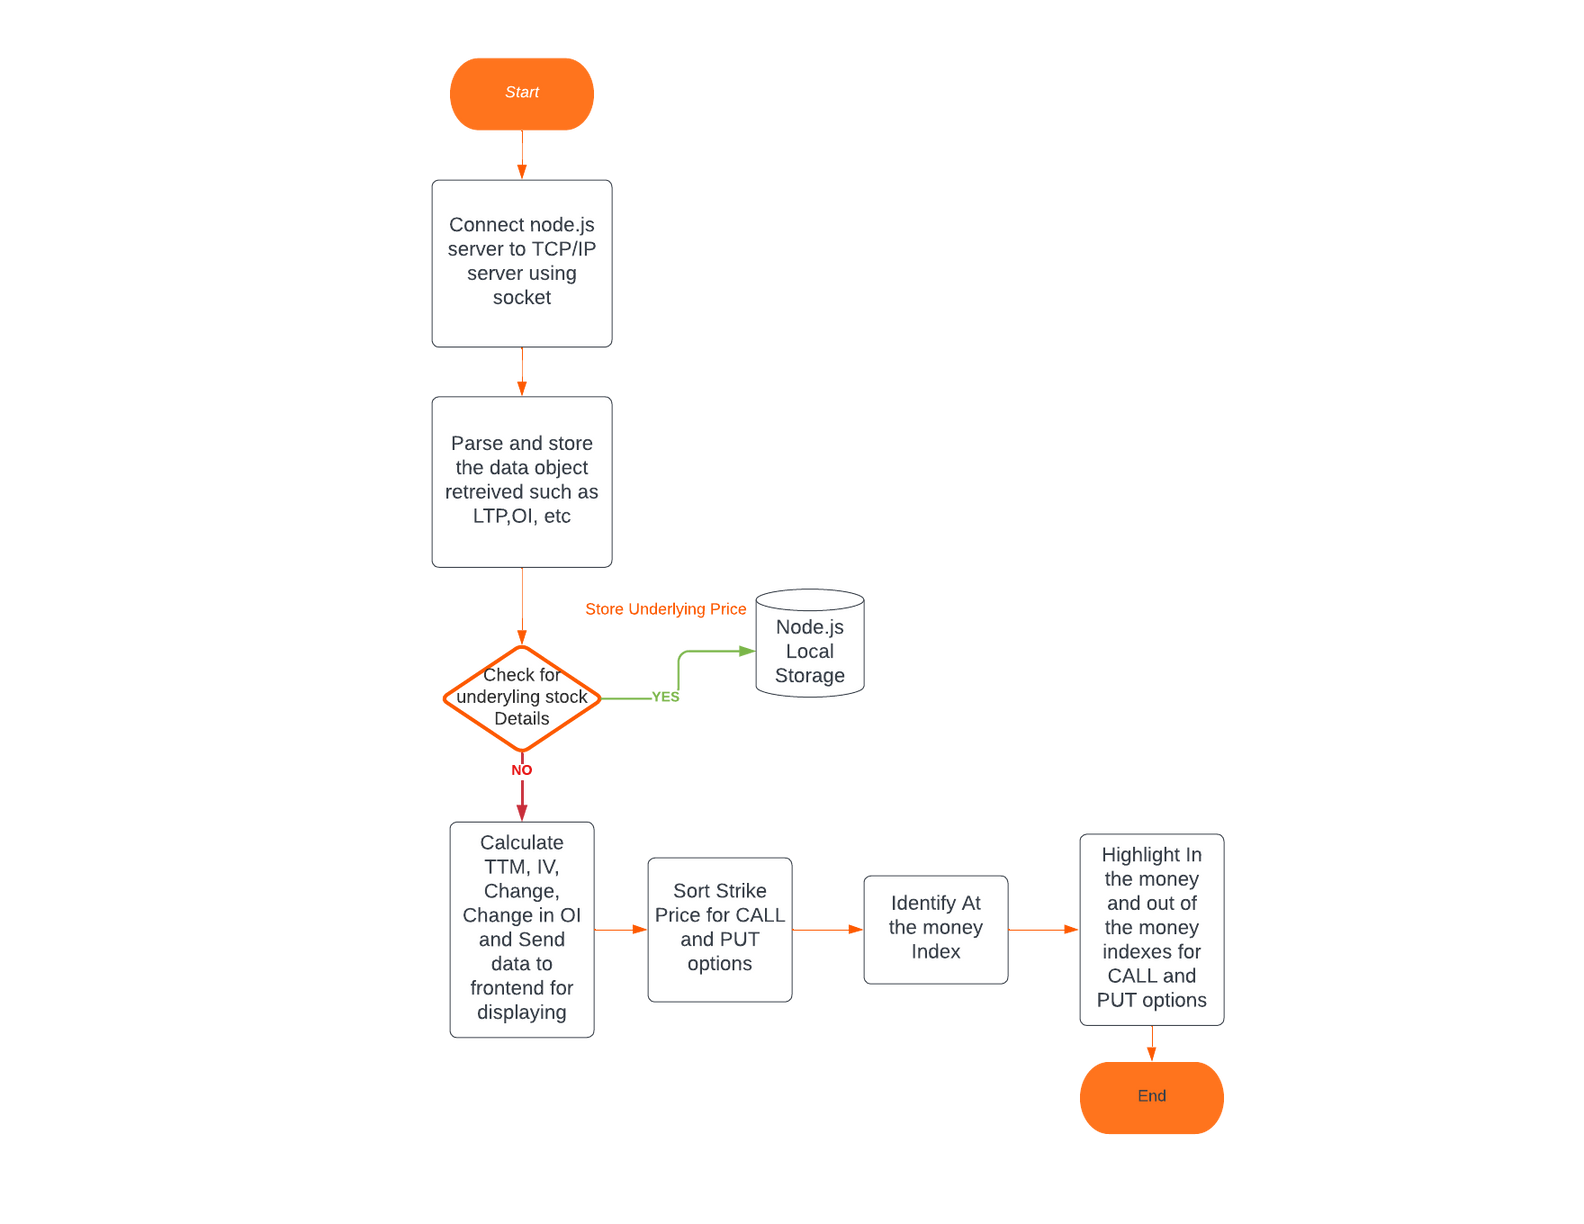 Start
Connect node.js
server to TCP/IP
server using
socket
Parse and store
the data object
retreived such as
LTP,OI, etc
Store Underlying Price
Node.js
Local
Storage
Check for
underyling stock
Details
YES
NO
Calculate
TTM, IV,
Change,
Change in OI
and Send
data to
frontend for
displaying
Sort Strike
Price for CALL
and PUT
options
Identify At
the money
Index
Highlight In
the money
and out of
the money
indexes for
CALL and
PUT options
End